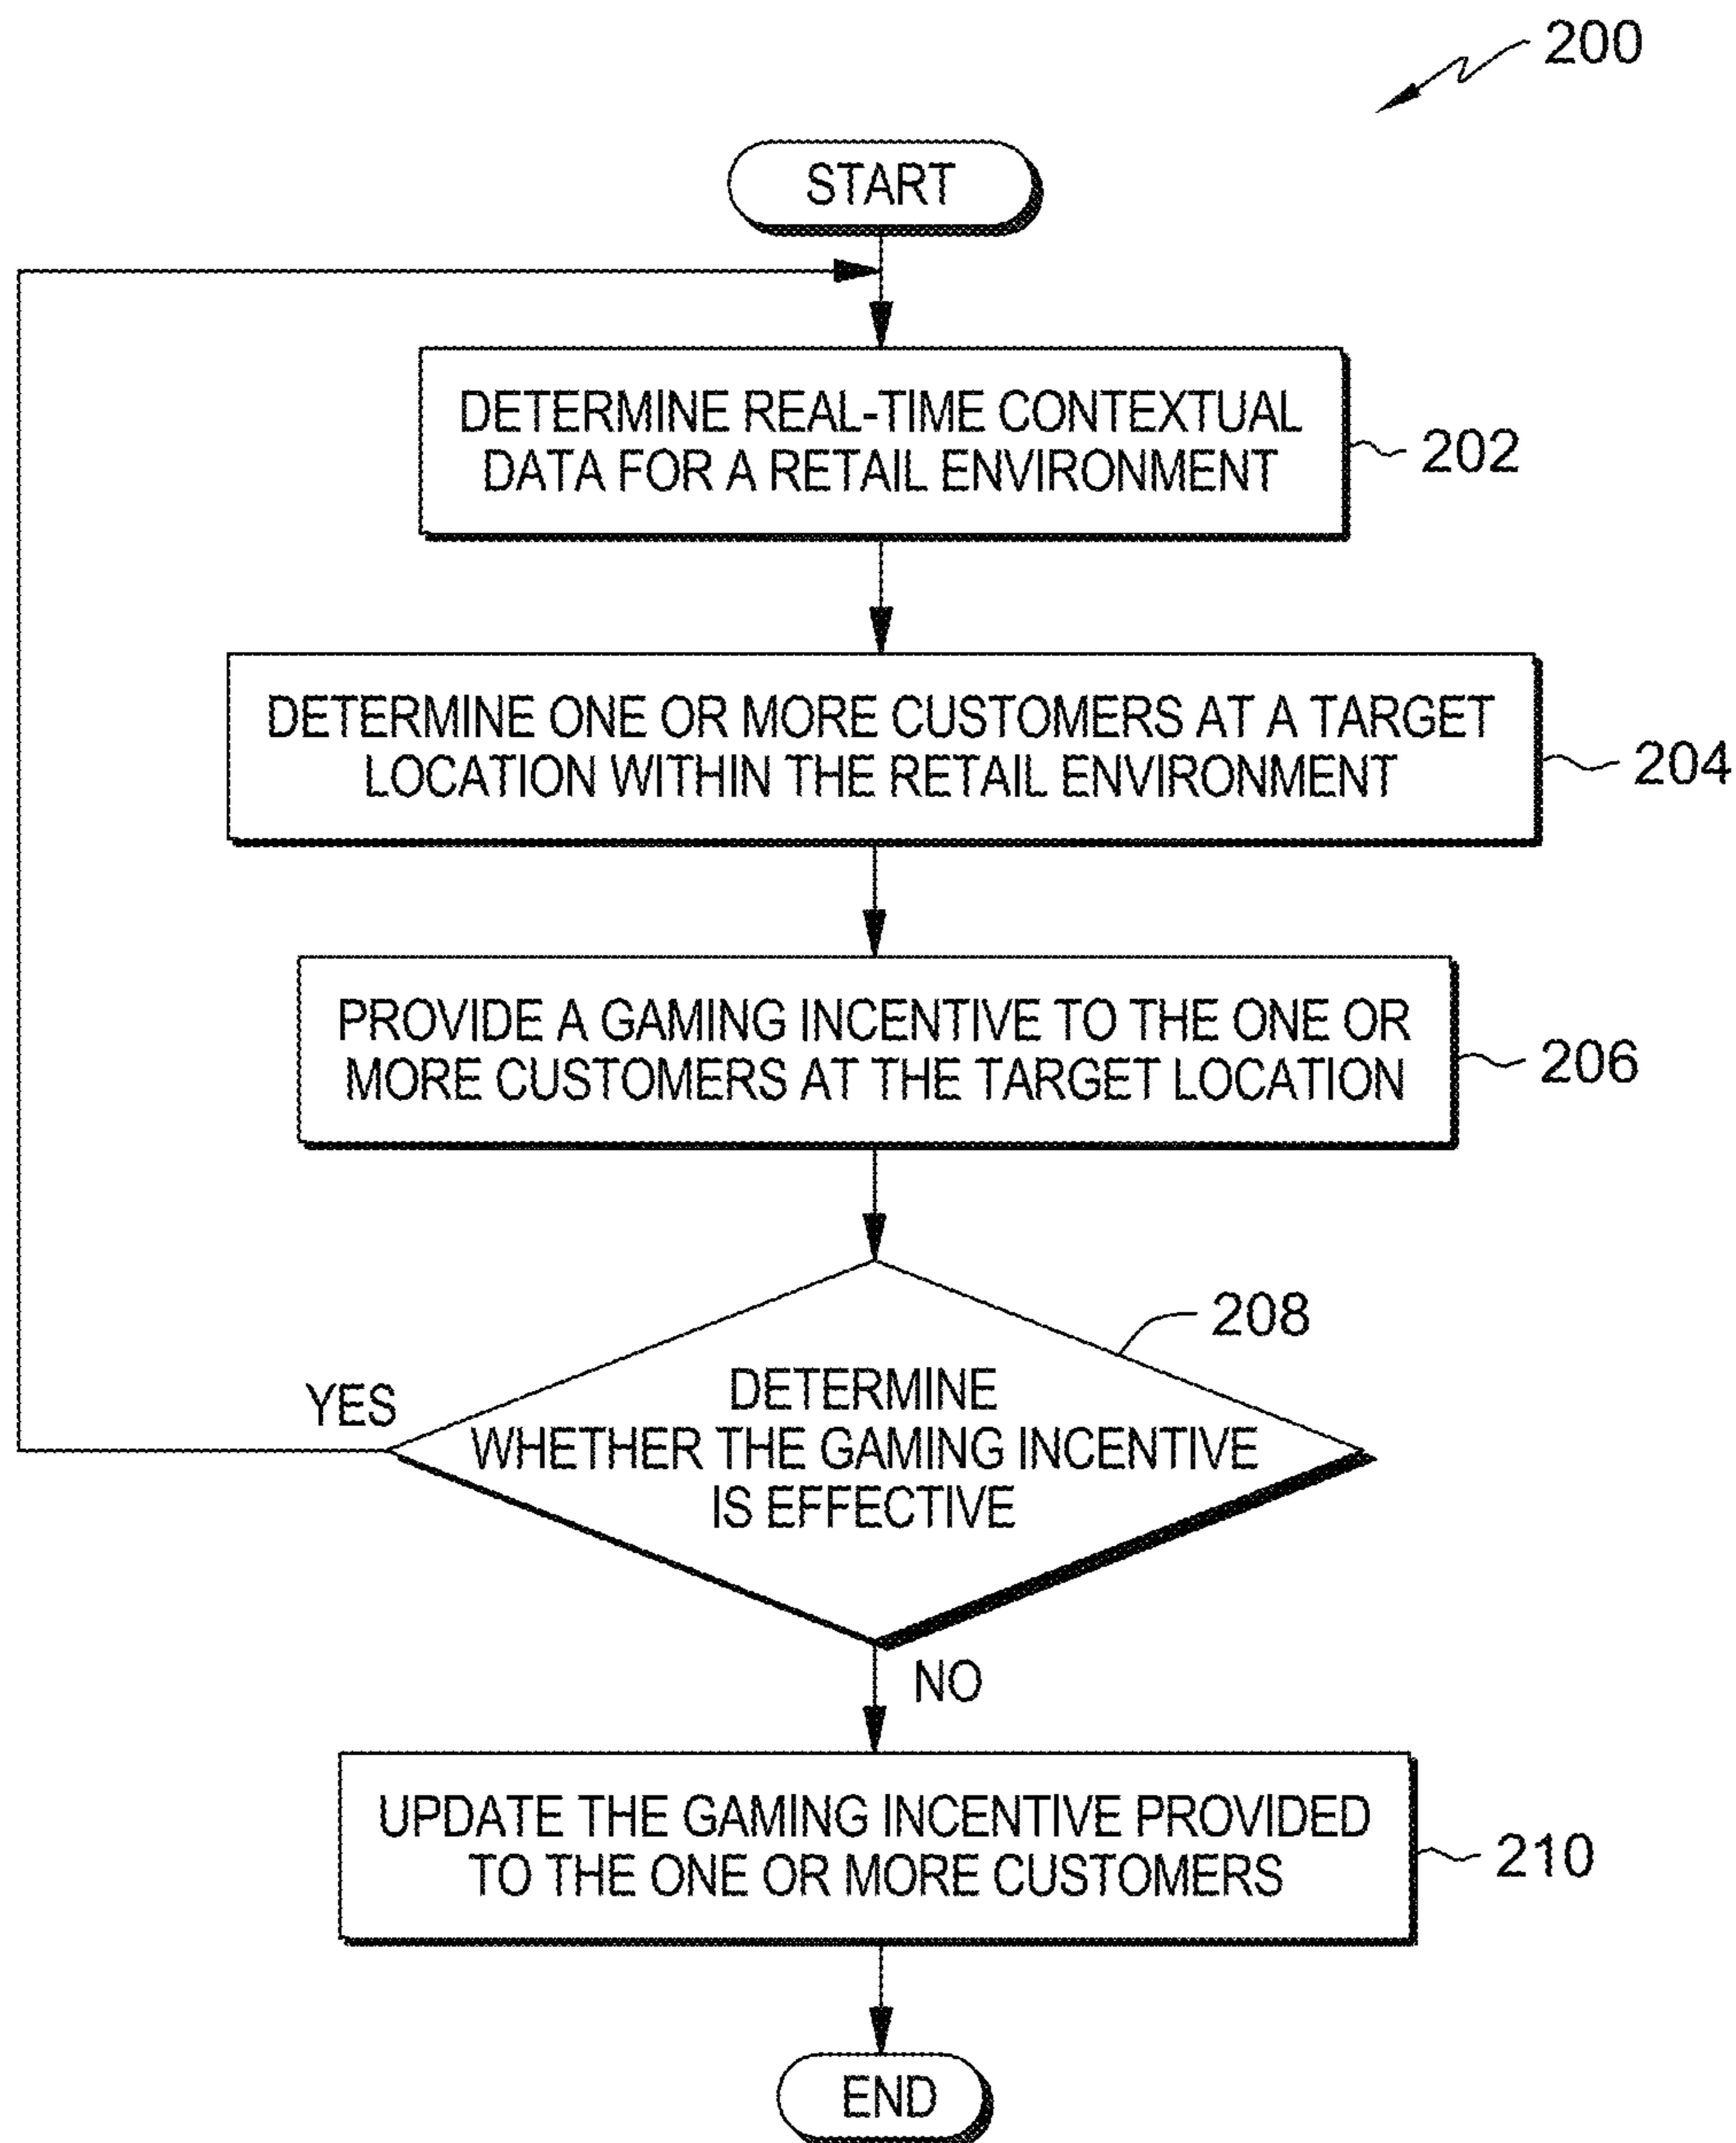 200
START
DETERMINE REAL-TIME CONTEXTUAL
DATA FOR A RETAIL ENVIRONMENT
202
DETERMINE ONE OR MORE CUSTOMERS AT A TARGET
LOCATION WITHIN THE RETAIL ENVIRONMENT
204
PROVIDE A GAMING INCENTIVE TO THE ONE OR
MORE CUSTOMERS AT THE TARGET LOCATION
206
208
DETERMINE
WHETHER THE GAMING INCENTIVE
IS EFFECTIVE
YES
NO
UPDATE THE GAMING INCENTIVE PROVIDED
TO THE ONE OR MORE CUSTOMERS
210
END